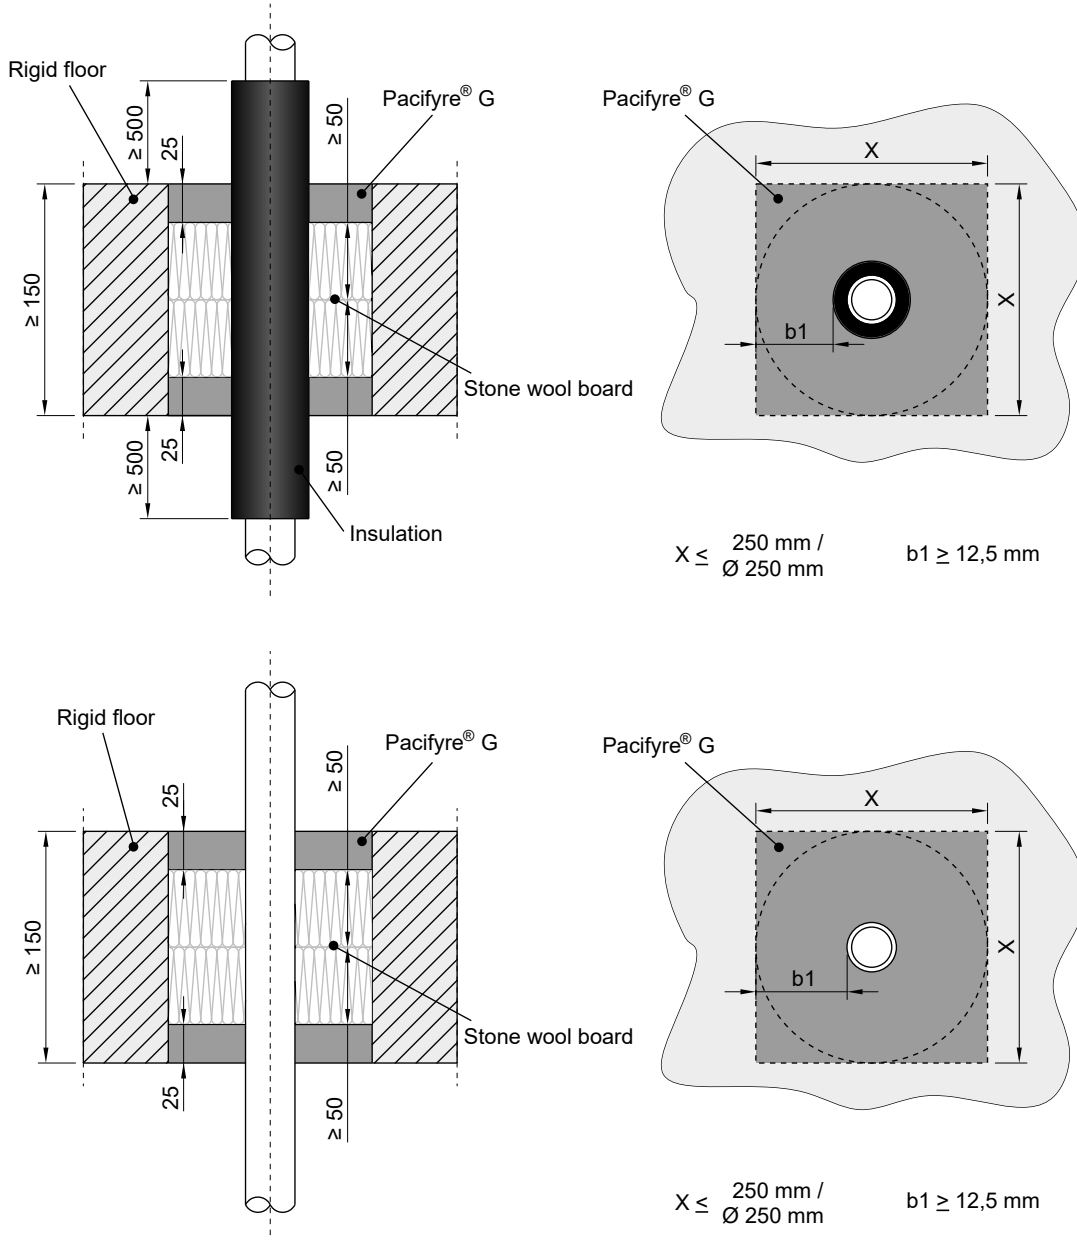 Rigid floor
Pacifyre® G
≥ 500
25
≥ 50
≥ 150
Stone wool board
25
≥ 500
≥ 50
Insulation
Pacifyre® G
X
X
b1
X ≤ 250 mm /
Ø 250 mm
b1 ≥ 12,5 mm
Rigid floor
Pacifyre® G
25
≥ 50
≥ 150
Stone wool board
25
≥ 50
Pacifyre® G
X
X
b1
X ≤ 250 mm /
Ø 250 mm
b1 ≥ 12,5 mm